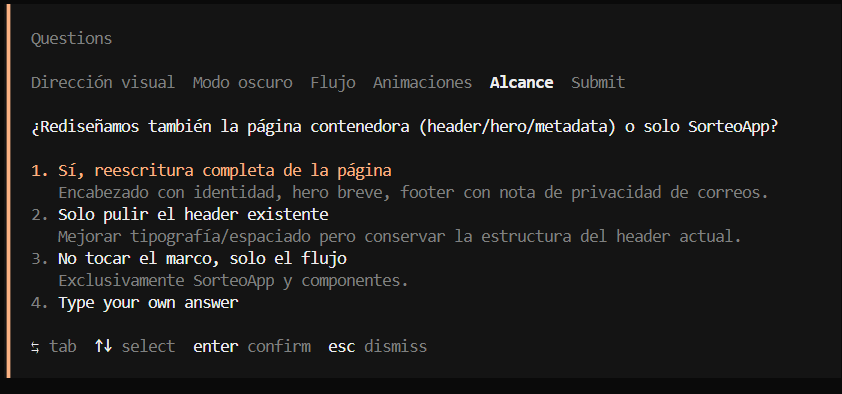 Questions
Dirección visual  Modo oscuro  Flujo  Animaciones  Alcance  Submit
¿Rediseñamos también la página contenedora (header/hero/metadata) o solo SorteoApp?
1. Sí, reescritura completa de la página
Encabezado con identidad, hero breve, footer con nota de privacidad de correos.
2. Solo pulir el header existente
Mejorar tipografía/espaciado pero conservar la estructura del header actual.
3. No tocar el marco, solo el flujo
Exclusivamente SorteoApp y componentes.
4. Type your own answer
⇆ tab  ↑↓ select  enter confirm  esc dismiss